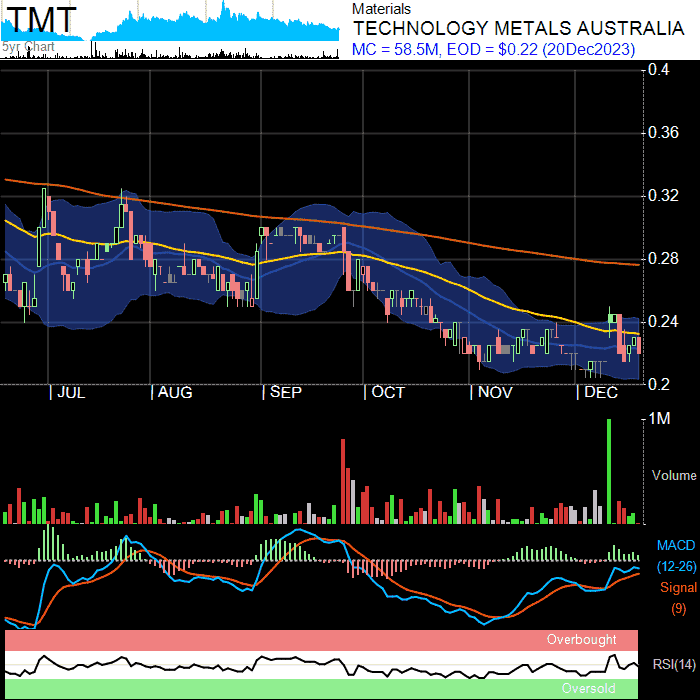 TMT
5yr Chart
Materials
TECHNOLOGY METALS AUSTRALIA
MC = 58.5M, EOD = $0.22 (20Dec2023)
0.4
0.36
0.32
0.28
0.24
0.2
| JUL | AUG | SEP | OCT | NOV | DEC
1M
Volume
MACD
(12-26)
Signal
(9)
Overbought
RSI(14)
Oversold